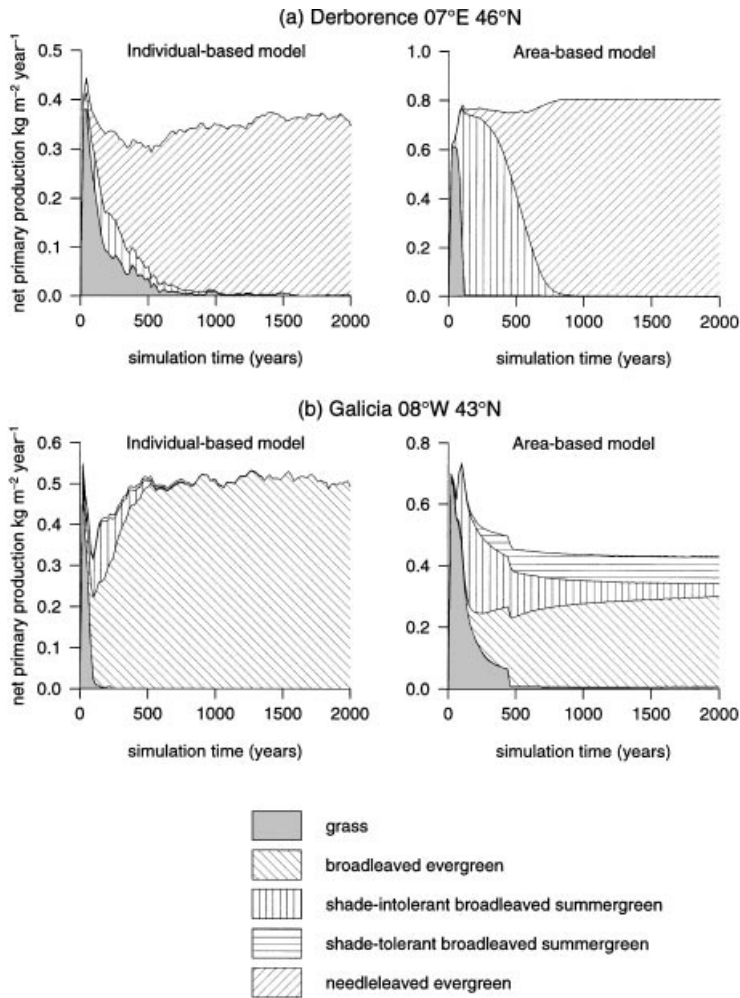 (a) Derborence 07°E 46°N
Individual-based model
Area-based model
net primary production kg m⁻² year⁻¹
0.5
0.4
0.3
0.2
0.1
0.0
0 500 1000 1500 2000
simulation time (years)
1.0
0.8
0.6
0.4
0.2
0.0
0 500 1000 1500 2000
simulation time (years)
(b) Galicia 08°W 43°N
Individual-based model
Area-based model
net primary production kg m⁻² year⁻¹
0.6
0.5
0.4
0.3
0.2
0.1
0.0
0 500 1000 1500 2000
simulation time (years)
0.8
0.6
0.4
0.2
0.0
0 500 1000 1500 2000
simulation time (years)
grass
broadleaved evergreen
shade-intolerant broadleaved summergreen
shade-tolerant broadleaved summergreen
needleleaved evergreen